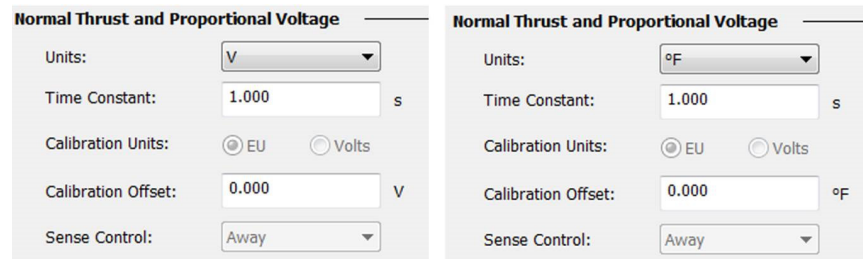 Normal Thrust and Proportional Voltage
Units: V
Time Constant: 1.000 s
Calibration Units: EU Volts
Calibration Offset: 0.000 V
Sense Control: Away
Normal Thrust and Proportional Voltage
Units: ºF
Time Constant: 1.000 s
Calibration Units: EU Volts
Calibration Offset: 0.000 ºF
Sense Control: Away